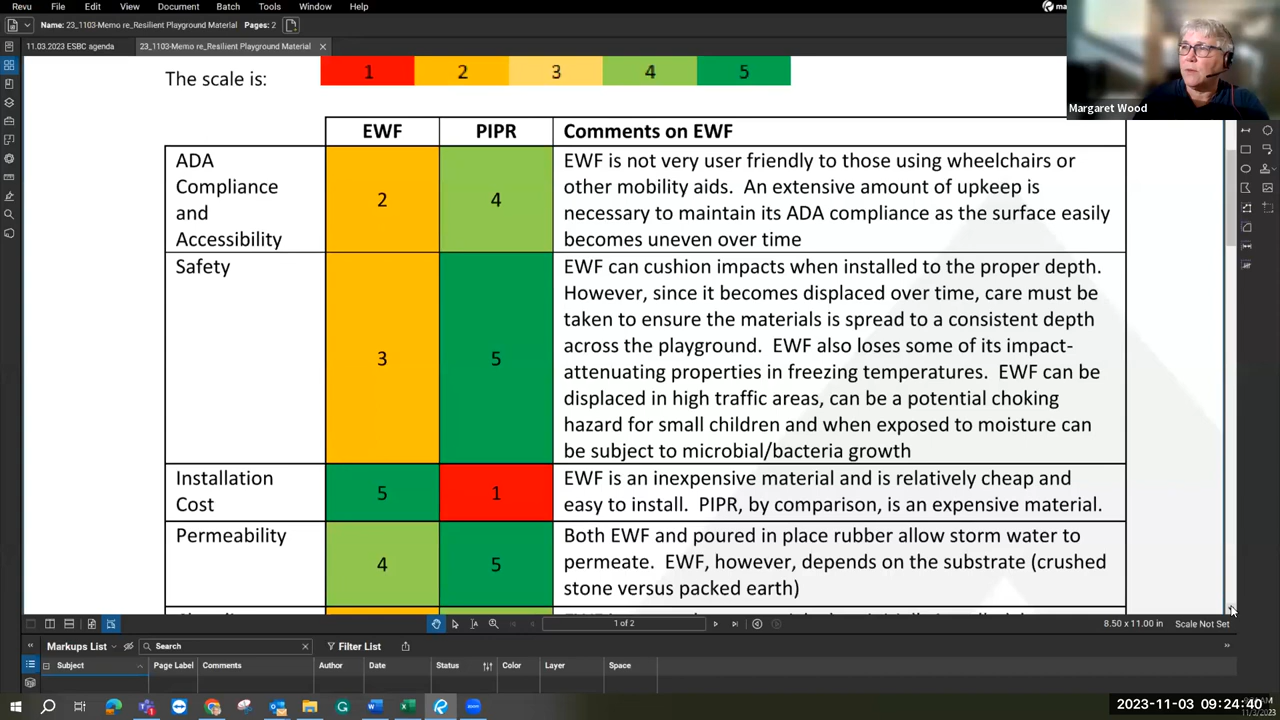 Revu File Edit View Document Batch Tools Window Help
Name: 23_1103-Memo re_Resilient Playground Material Pages: 2
11.03.2023 ESBC agenda 23_1103-Memo re_Resilient Playground Material
Margaret Wood
The scale is: 1 2 3 4 5
EWF PIPR Comments on EWF
ADA
Compliance
and
Accessibility
2 4
EWF is not very user friendly to those using wheelchairs or
other mobility aids. An extensive amount of upkeep is
necessary to maintain its ADA compliance as the surface easily
becomes uneven over time
Safety
3 5
EWF can cushion impacts when installed to the proper depth.
However, since it becomes displaced over time, care must be
taken to ensure the materials is spread to a consistent depth
across the playground. EWF also loses some of its impact-
attenuating properties in freezing temperatures. EWF can be
displaced in high traffic areas, can be a potential choking
hazard for small children and when exposed to moisture can
be subject to microbial/bacteria growth
Installation
Cost
5 1
EWF is an inexpensive material and is relatively cheap and
easy to install. PIPR, by comparison, is an expensive material.
Permeability
4 5
Both EWF and poured in place rubber allow storm water to
permeate. EWF, however, depends on the substrate (crushed
stone versus packed earth)
1 of 2 8.50 x 11.00 in Scale Not Set
Markups List Search Filter List
Subject Page Label Comments Author Date Status Color Layer Space
2023-11-03 09:24:40